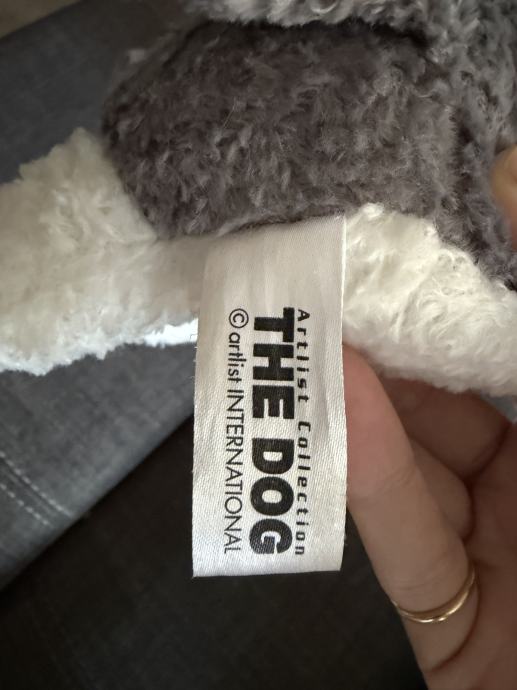 Artlist Collection
THE DOG
© artlist INTERNATIONAL